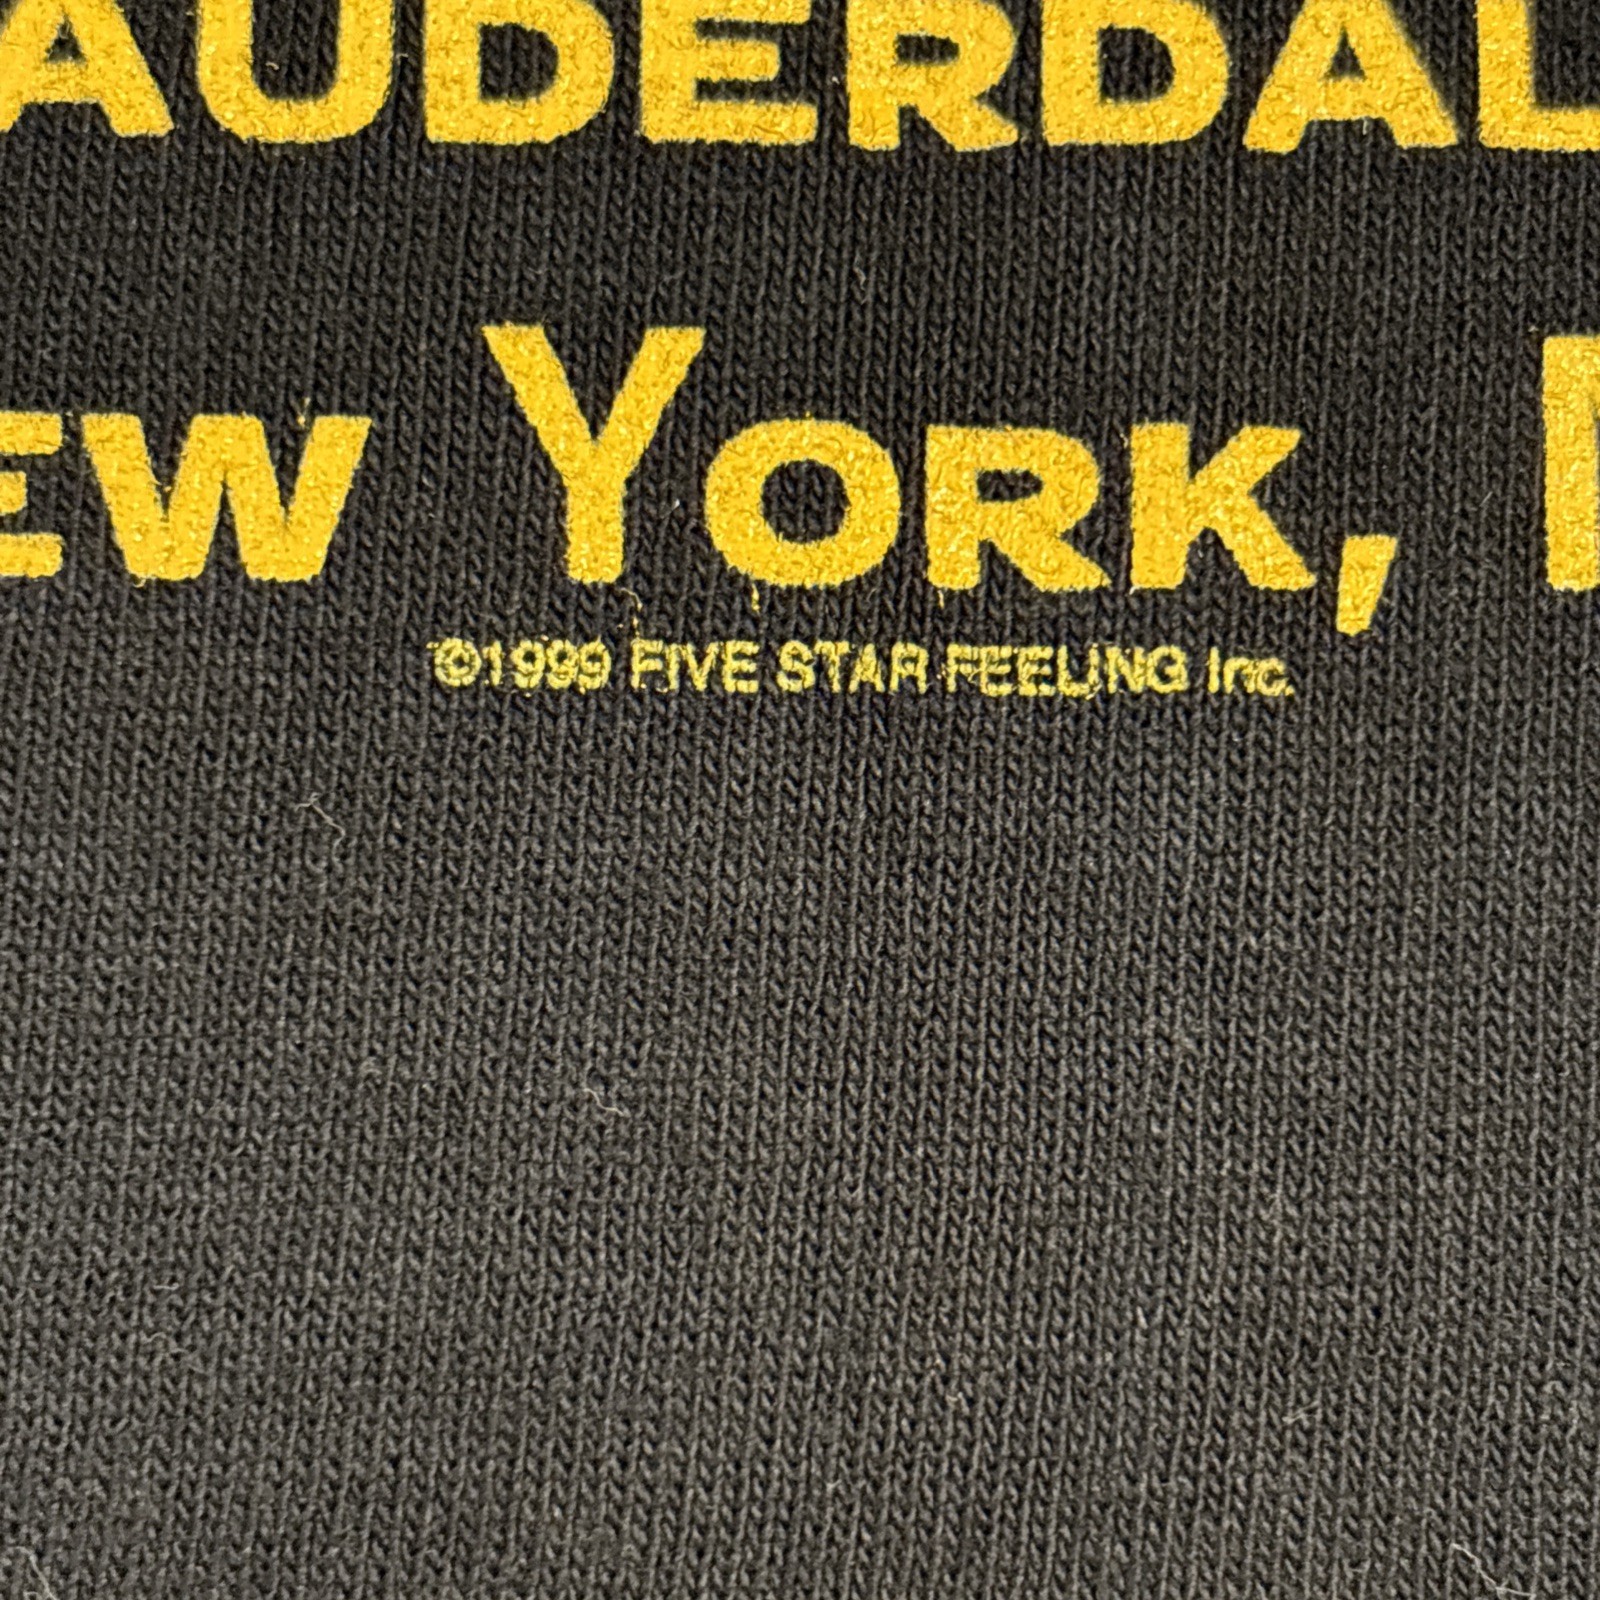 AUDERDAL
EW YORK,
©1999 FIVE STAR FEELING Inc.